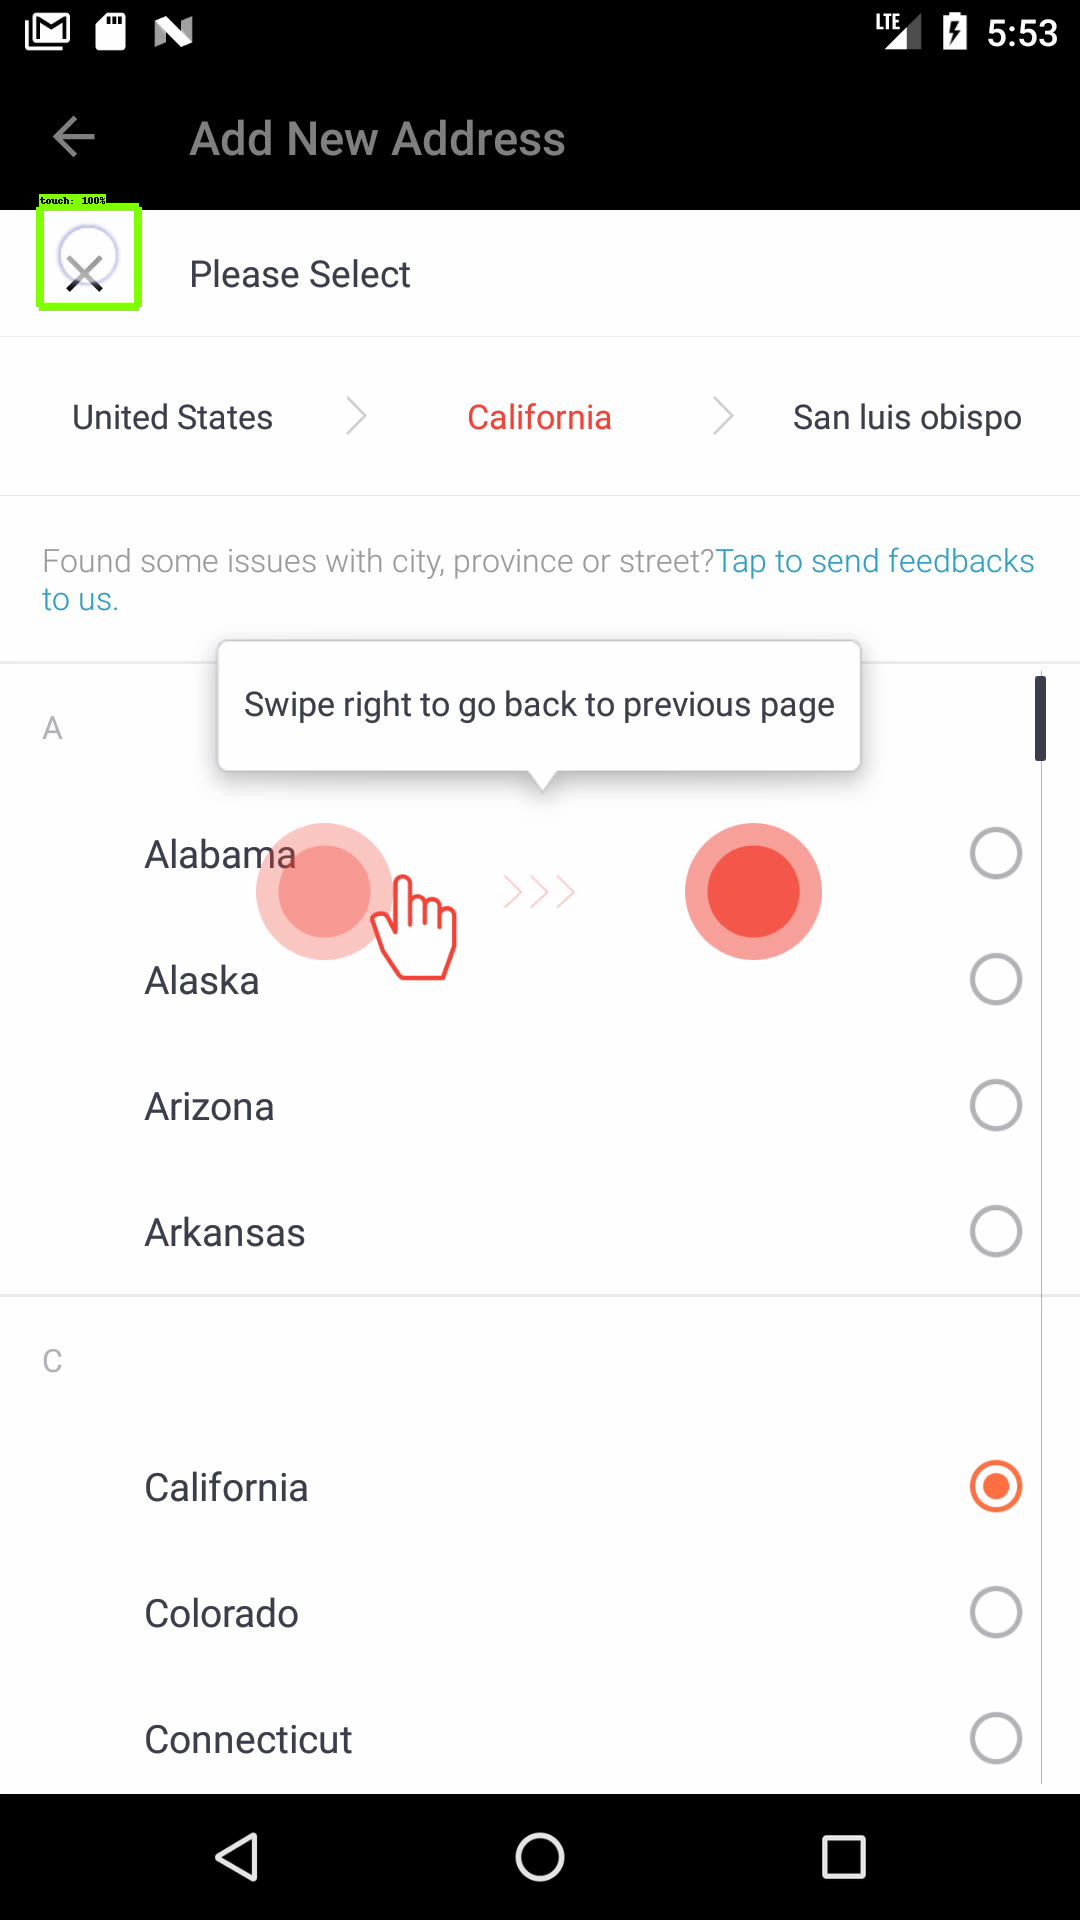 LTE 5:53
Add New Address
touch: 100%
Please Select
United States California San luis obispo
Found some issues with city, province or street?Tap to send feedbacks
to us.
Swipe right to go back to previous page
A
Alabama
Alaska
Arizona
Arkansas
C
California
Colorado
Connecticut